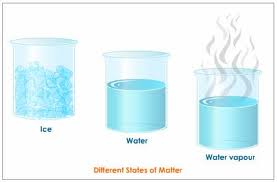 Ice
Water
Water vapour
Different States of Matter